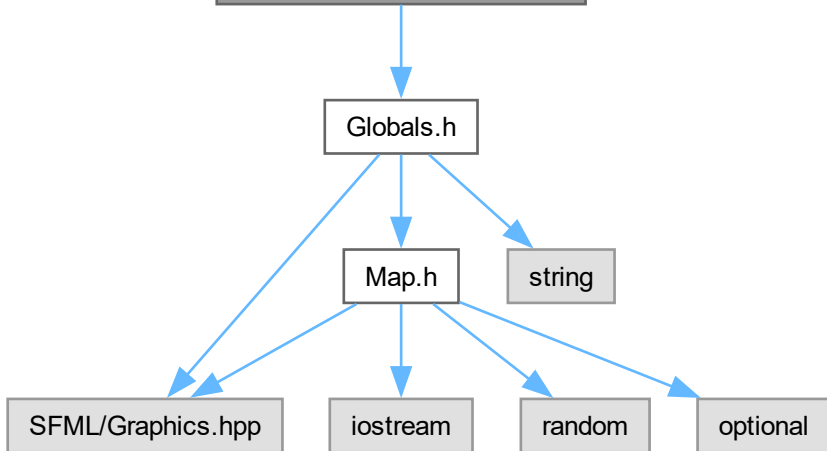 Globals.h
Map.h
string
SFML/Graphics.hpp
iostream
random
optional